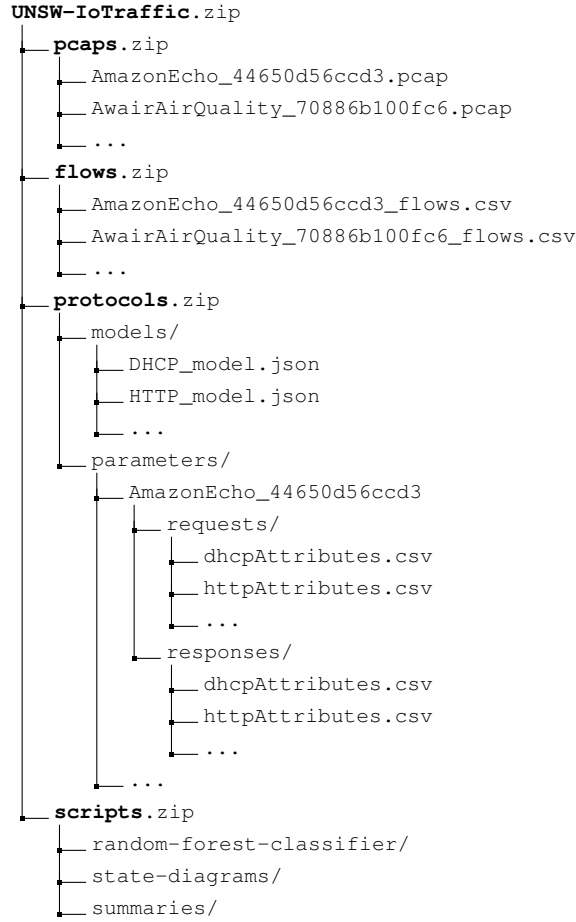 UNSW-IoTraffic.zip
pcaps.zip
AmazonEcho_44650d56ccd3.pcap
AwairAirQuality_70886b100fc6.pcap
...
flows.zip
AmazonEcho_44650d56ccd3_flows.csv
AwairAirQuality_70886b100fc6_flows.csv
...
protocols.zip
models/
DHCP_model.json
HTTP_model.json
...
parameters/
AmazonEcho_44650d56ccd3
requests/
dhcpAttributes.csv
httpAttributes.csv
...
responses/
dhcpAttributes.csv
httpAttributes.csv
...
...
scripts.zip
random-forest-classifier/
state-diagrams/
summaries/